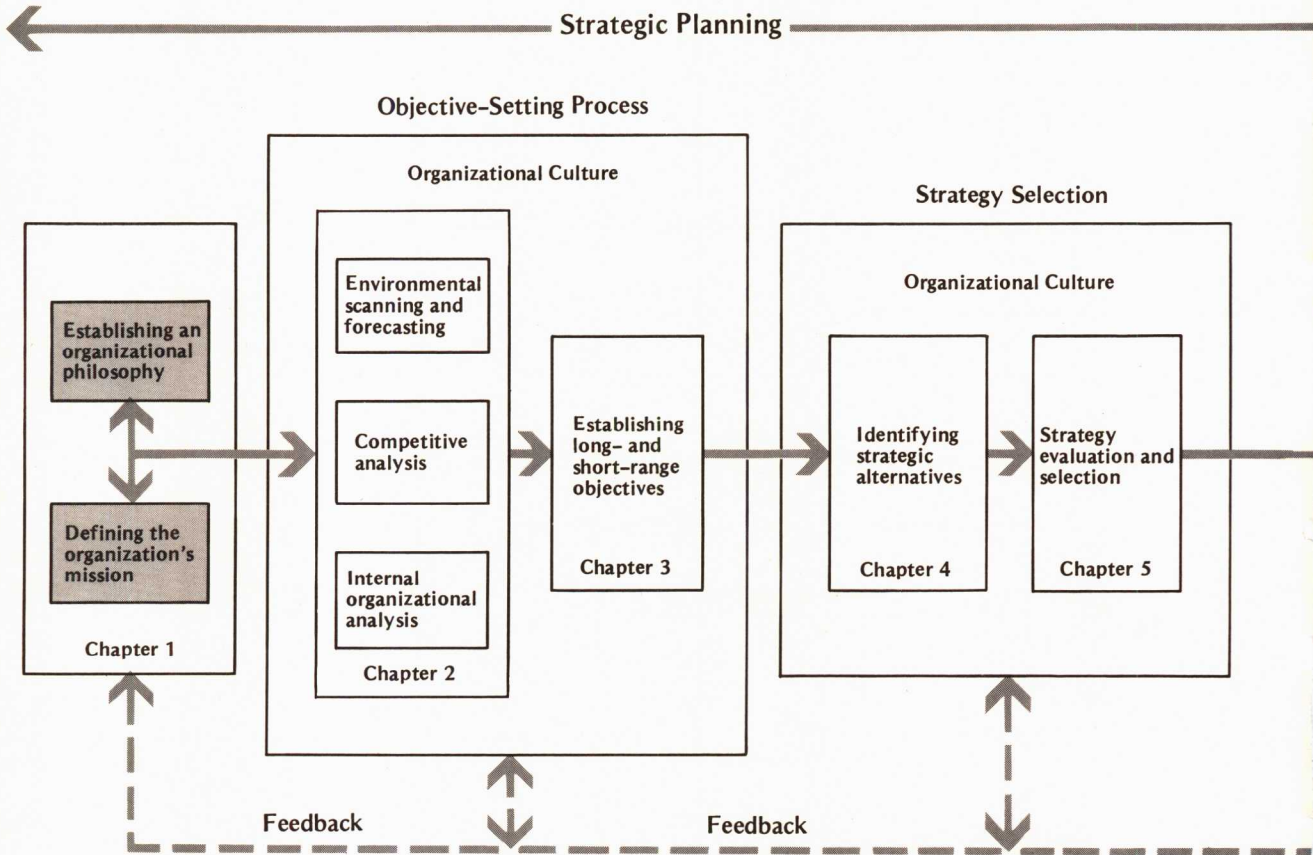 Strategic Planning
Objective-Setting Process
Organizational Culture
Strategy Selection
Organizational Culture
Establishing an
organizational
philosophy
Defining the
organization's
mission
Chapter 1
Environmental
scanning and
forecasting
Competitive
analysis
Internal
organizational
analysis
Chapter 2
Establishing
long- and
short-range
objectives
Chapter 3
Identifying
strategic
alternatives
Chapter 4
Strategy
evaluation and
selection
Chapter 5
Feedback
Feedback